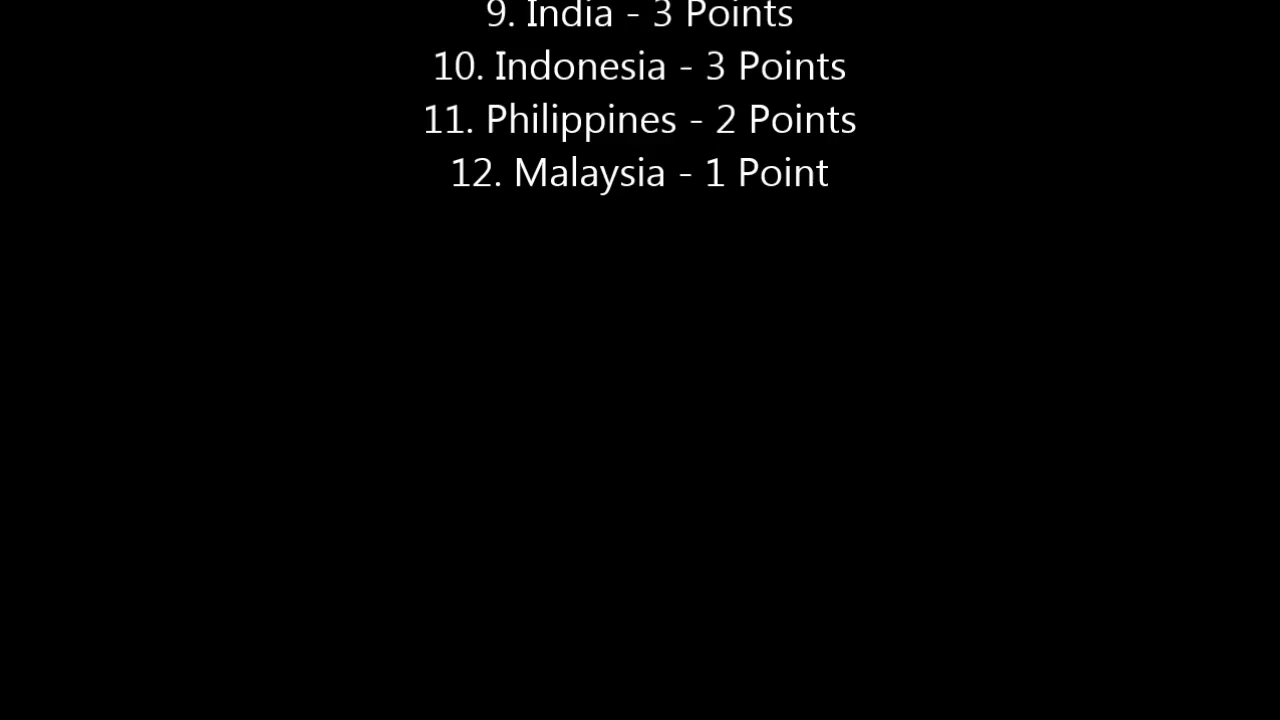 9. India - 3 Points
10. Indonesia - 3 Points
11. Philippines - 2 Points
12. Malaysia - 1 Point